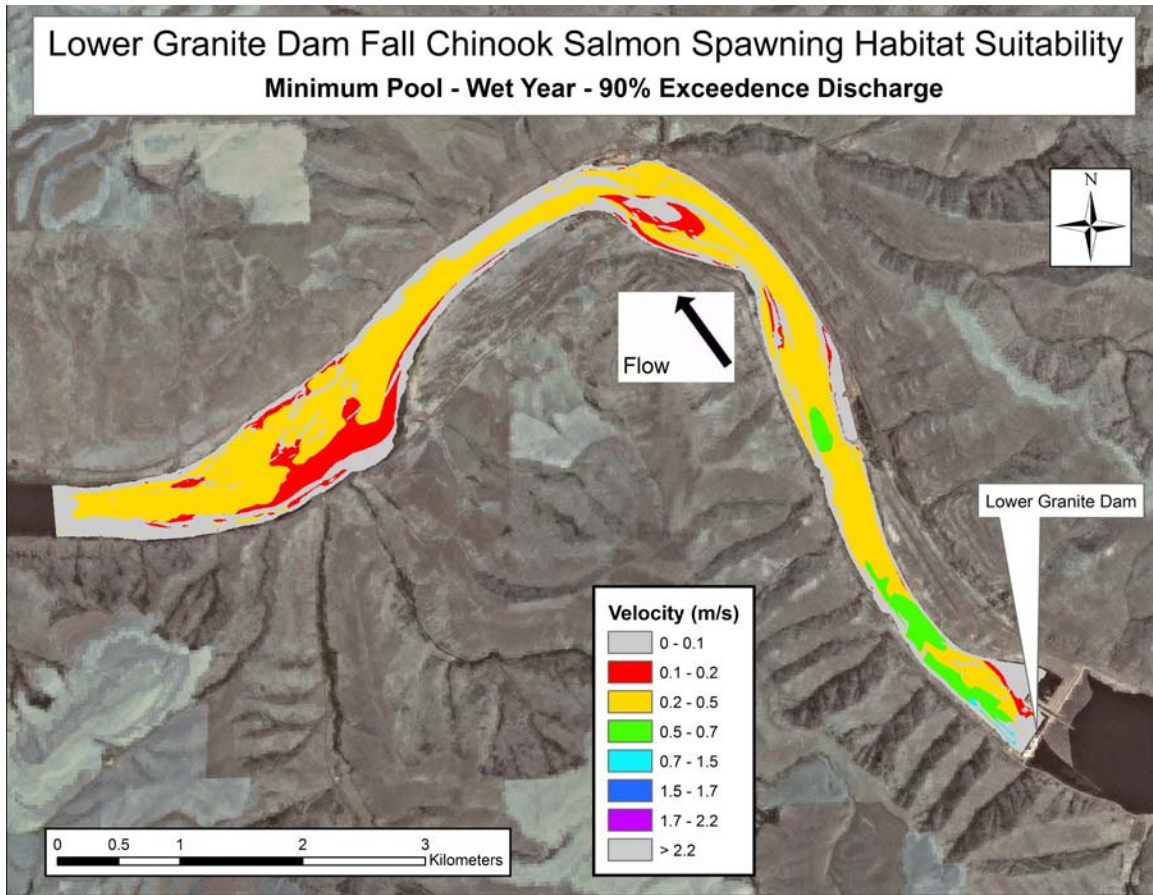 Lower Granite Dam Fall Chinook Salmon Spawning Habitat Suitability
Minimum Pool - Wet Year - 90% Exceedence Discharge
N
Flow
Lower Granite Dam
Velocity (m/s)
0 - 0.1
0.1 - 0.2
0.2 - 0.5
0.5 - 0.7
0.7 - 1.5
1.5 - 1.7
1.7 - 2.2
> 2.2
0 0.5 1 2 3
Kilometers